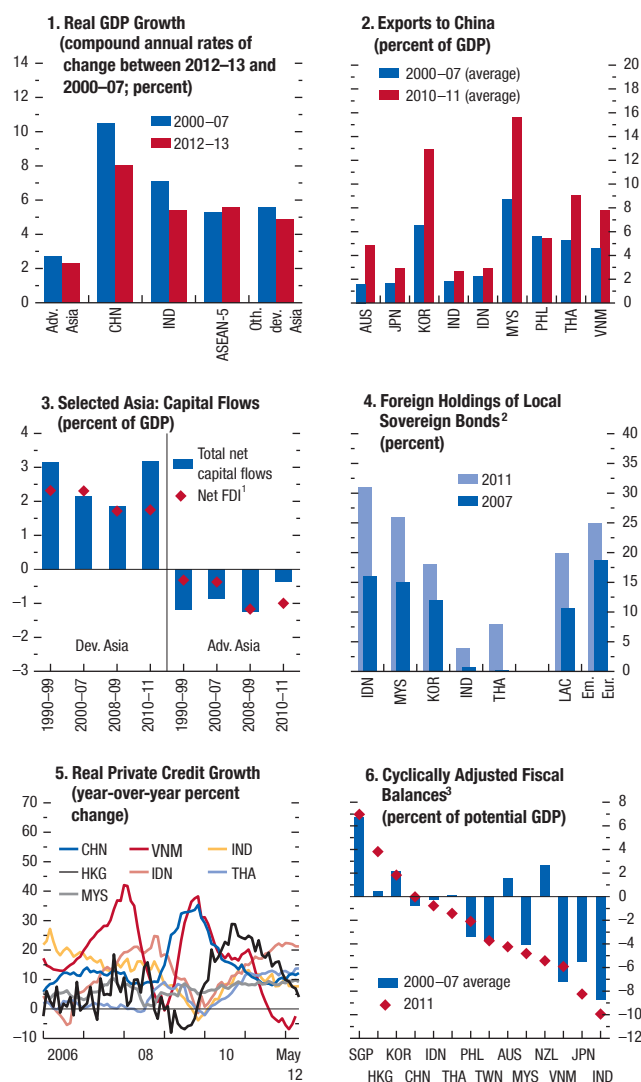 1. Real GDP Growth
(compound annual rates of
change between 2012–13 and
2000–07; percent)
14
12
10
8
6
4
2
0
2000–07
2012–13
Adv. Asia
CHN
IND
ASEAN-5
Oth. dev. Asia
2. Exports to China
(percent of GDP)
20
18
16
14
12
10
8
6
4
2
0
2000–07 (average)
2010–11 (average)
AUS
JPN
KOR
IND
IDN
MYS
PHL
THA
VNM
3. Selected Asia: Capital Flows
(percent of GDP)
4
3
2
1
0
–1
–2
–3
Total net
capital flows
Net FDI1
Dev. Asia
Adv. Asia
1990–99
2000–07
2008–09
2010–11
1990–99
2000–07
2008–09
2010–11
4. Foreign Holdings of Local
Sovereign Bonds2
(percent)
40
35
30
25
20
15
10
5
0
2011
2007
IDN
MYS
KOR
IND
THA
LAC
Em. Eur.
5. Real Private Credit Growth
(year-over-year percent
change)
70
60
50
40
30
20
10
0
–10
CHN
VNM
IND
HKG
IDN
THA
MYS
2006
08
10
May
12
6. Cyclically Adjusted Fiscal
Balances3
(percent of potential GDP)
8
6
4
2
0
–2
–4
–6
–8
–10
–12
2000–07 average
2011
SGP KOR IDN PHL AUS NZL JPN
HKG CHN THA TWN MYS VNM IND